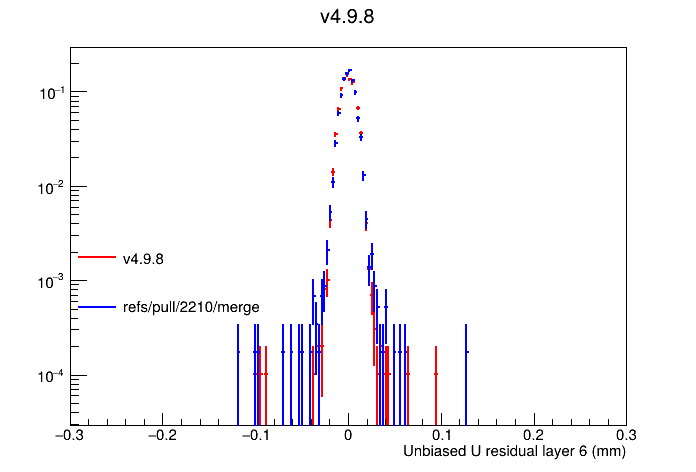 v4.9.8
10⁻¹
10⁻²
10⁻³
10⁻⁴
v4.9.8
refs/pull/2210/merge
−0.3 −0.2 −0.1 0 0.1 0.2 0.3
Unbiased U residual layer 6 (mm)